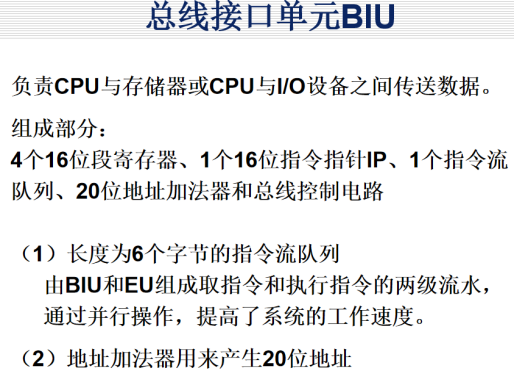 总线接口单元BIU
负责CPU与存储器或CPU与I/O设备之间传送数据。
组成部分：
4个16位段寄存器、1个16位指令指针IP、1个指令流
队列、20位地址加法器和总线控制电路
（1）长度为6个字节的指令流队列
由BIU和EU组成取指令和执行指令的两级流水，
通过并行操作，提高了系统的工作速度。
（2）地址加法器用来产生20位地址